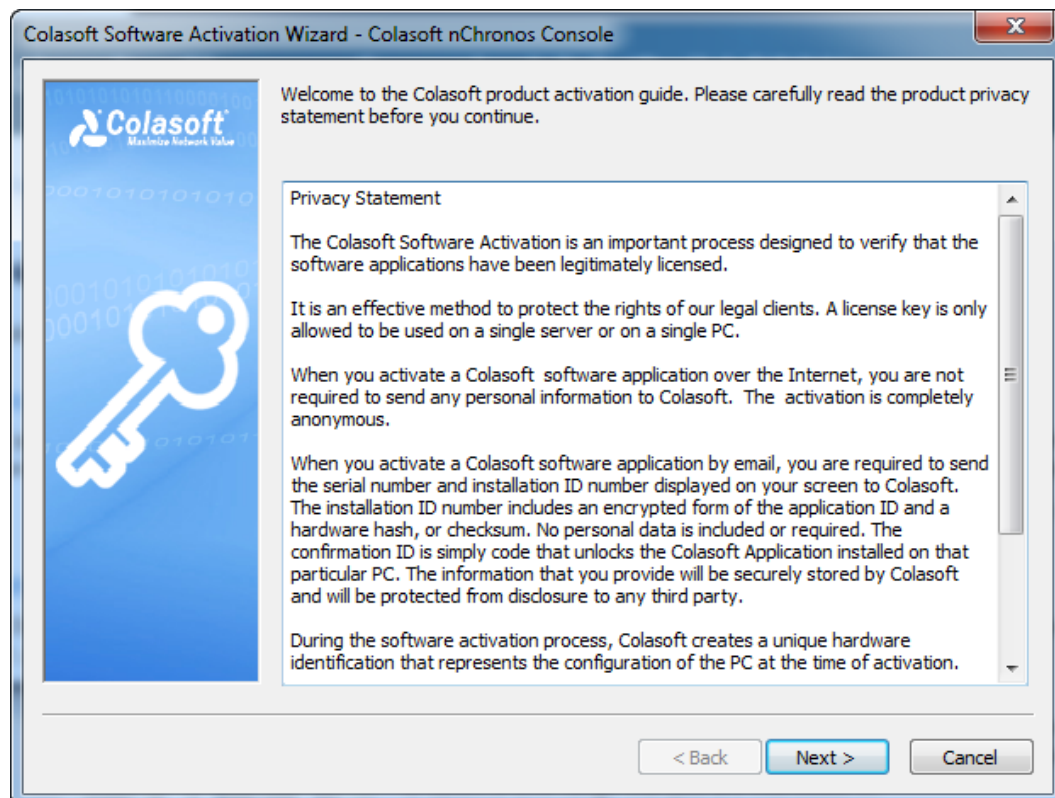 Colasoft Software Activation Wizard - Colasoft nChronos Console
Colasoft
Maximize Network Value
Welcome to the Colasoft product activation guide. Please carefully read the product privacy
statement before you continue.
Privacy Statement
The Colasoft Software Activation is an important process designed to verify that the
software applications have been legitimately licensed.
It is an effective method to protect the rights of our legal clients. A license key is only
allowed to be used on a single server or on a single PC.
When you activate a Colasoft  software application over the Internet, you are not
required to send any personal information to Colasoft.  The  activation is completely
anonymous.
When you activate a Colasoft software application by email, you are required to send
the serial number and installation ID number displayed on your screen to Colasoft.
The installation ID number includes an encrypted form of the application ID and a
hardware hash, or checksum. No personal data is included or required. The
confirmation ID is simply code that unlocks the Colasoft Application installed on that
particular PC. The information that you provide will be securely stored by Colasoft
and will be protected from disclosure to any third party.
During the software activation process, Colasoft creates a unique hardware
identification that represents the configuration of the PC at the time of activation.
< Back Next > Cancel